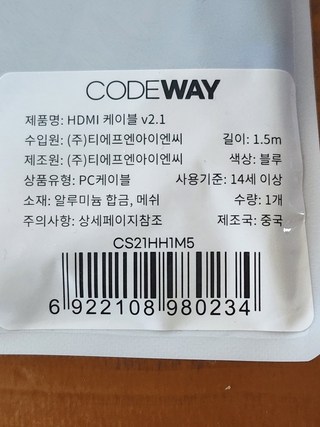 CODEWAY
제품명: HDMI 케이블 v2.1
수입원: (주)티에프엔아이엔씨 길이: 1.5m
제조원: (주)티에프엔아이엔씨 색상: 블루
상품유형: PC케이블 사용기준: 14세 이상
소재: 알루미늄 합금, 메쉬 수량: 1개
주의사항: 상세페이지참조 제조국: 중국
CS21HH1M5
6 922108 980234